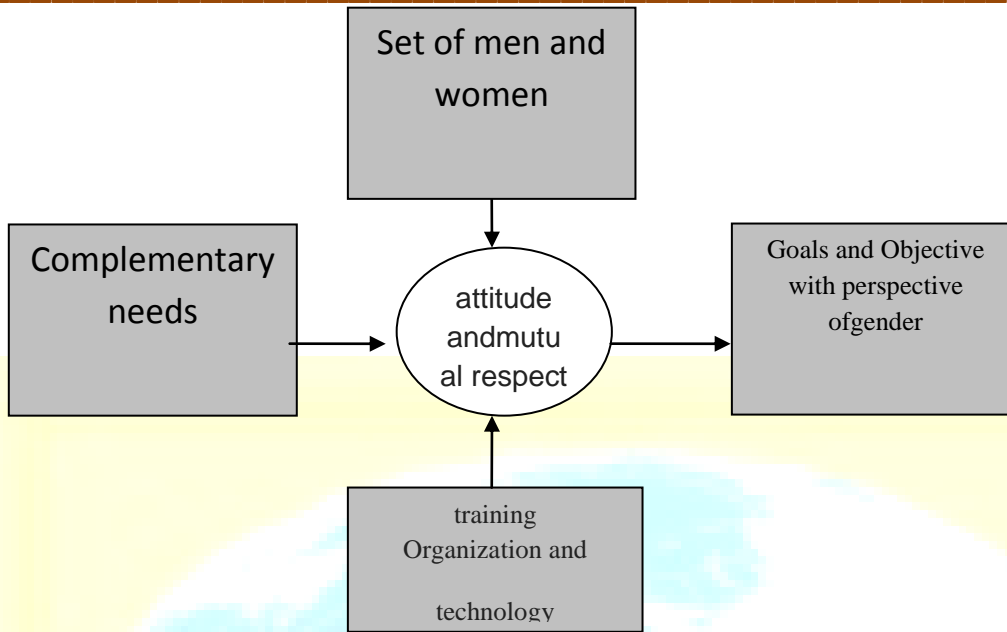 Set of men and
women
Complementary
needs
attitude
andmutu
al respect
Goals and Objective
with perspective
ofgender
training
Organization and
technology